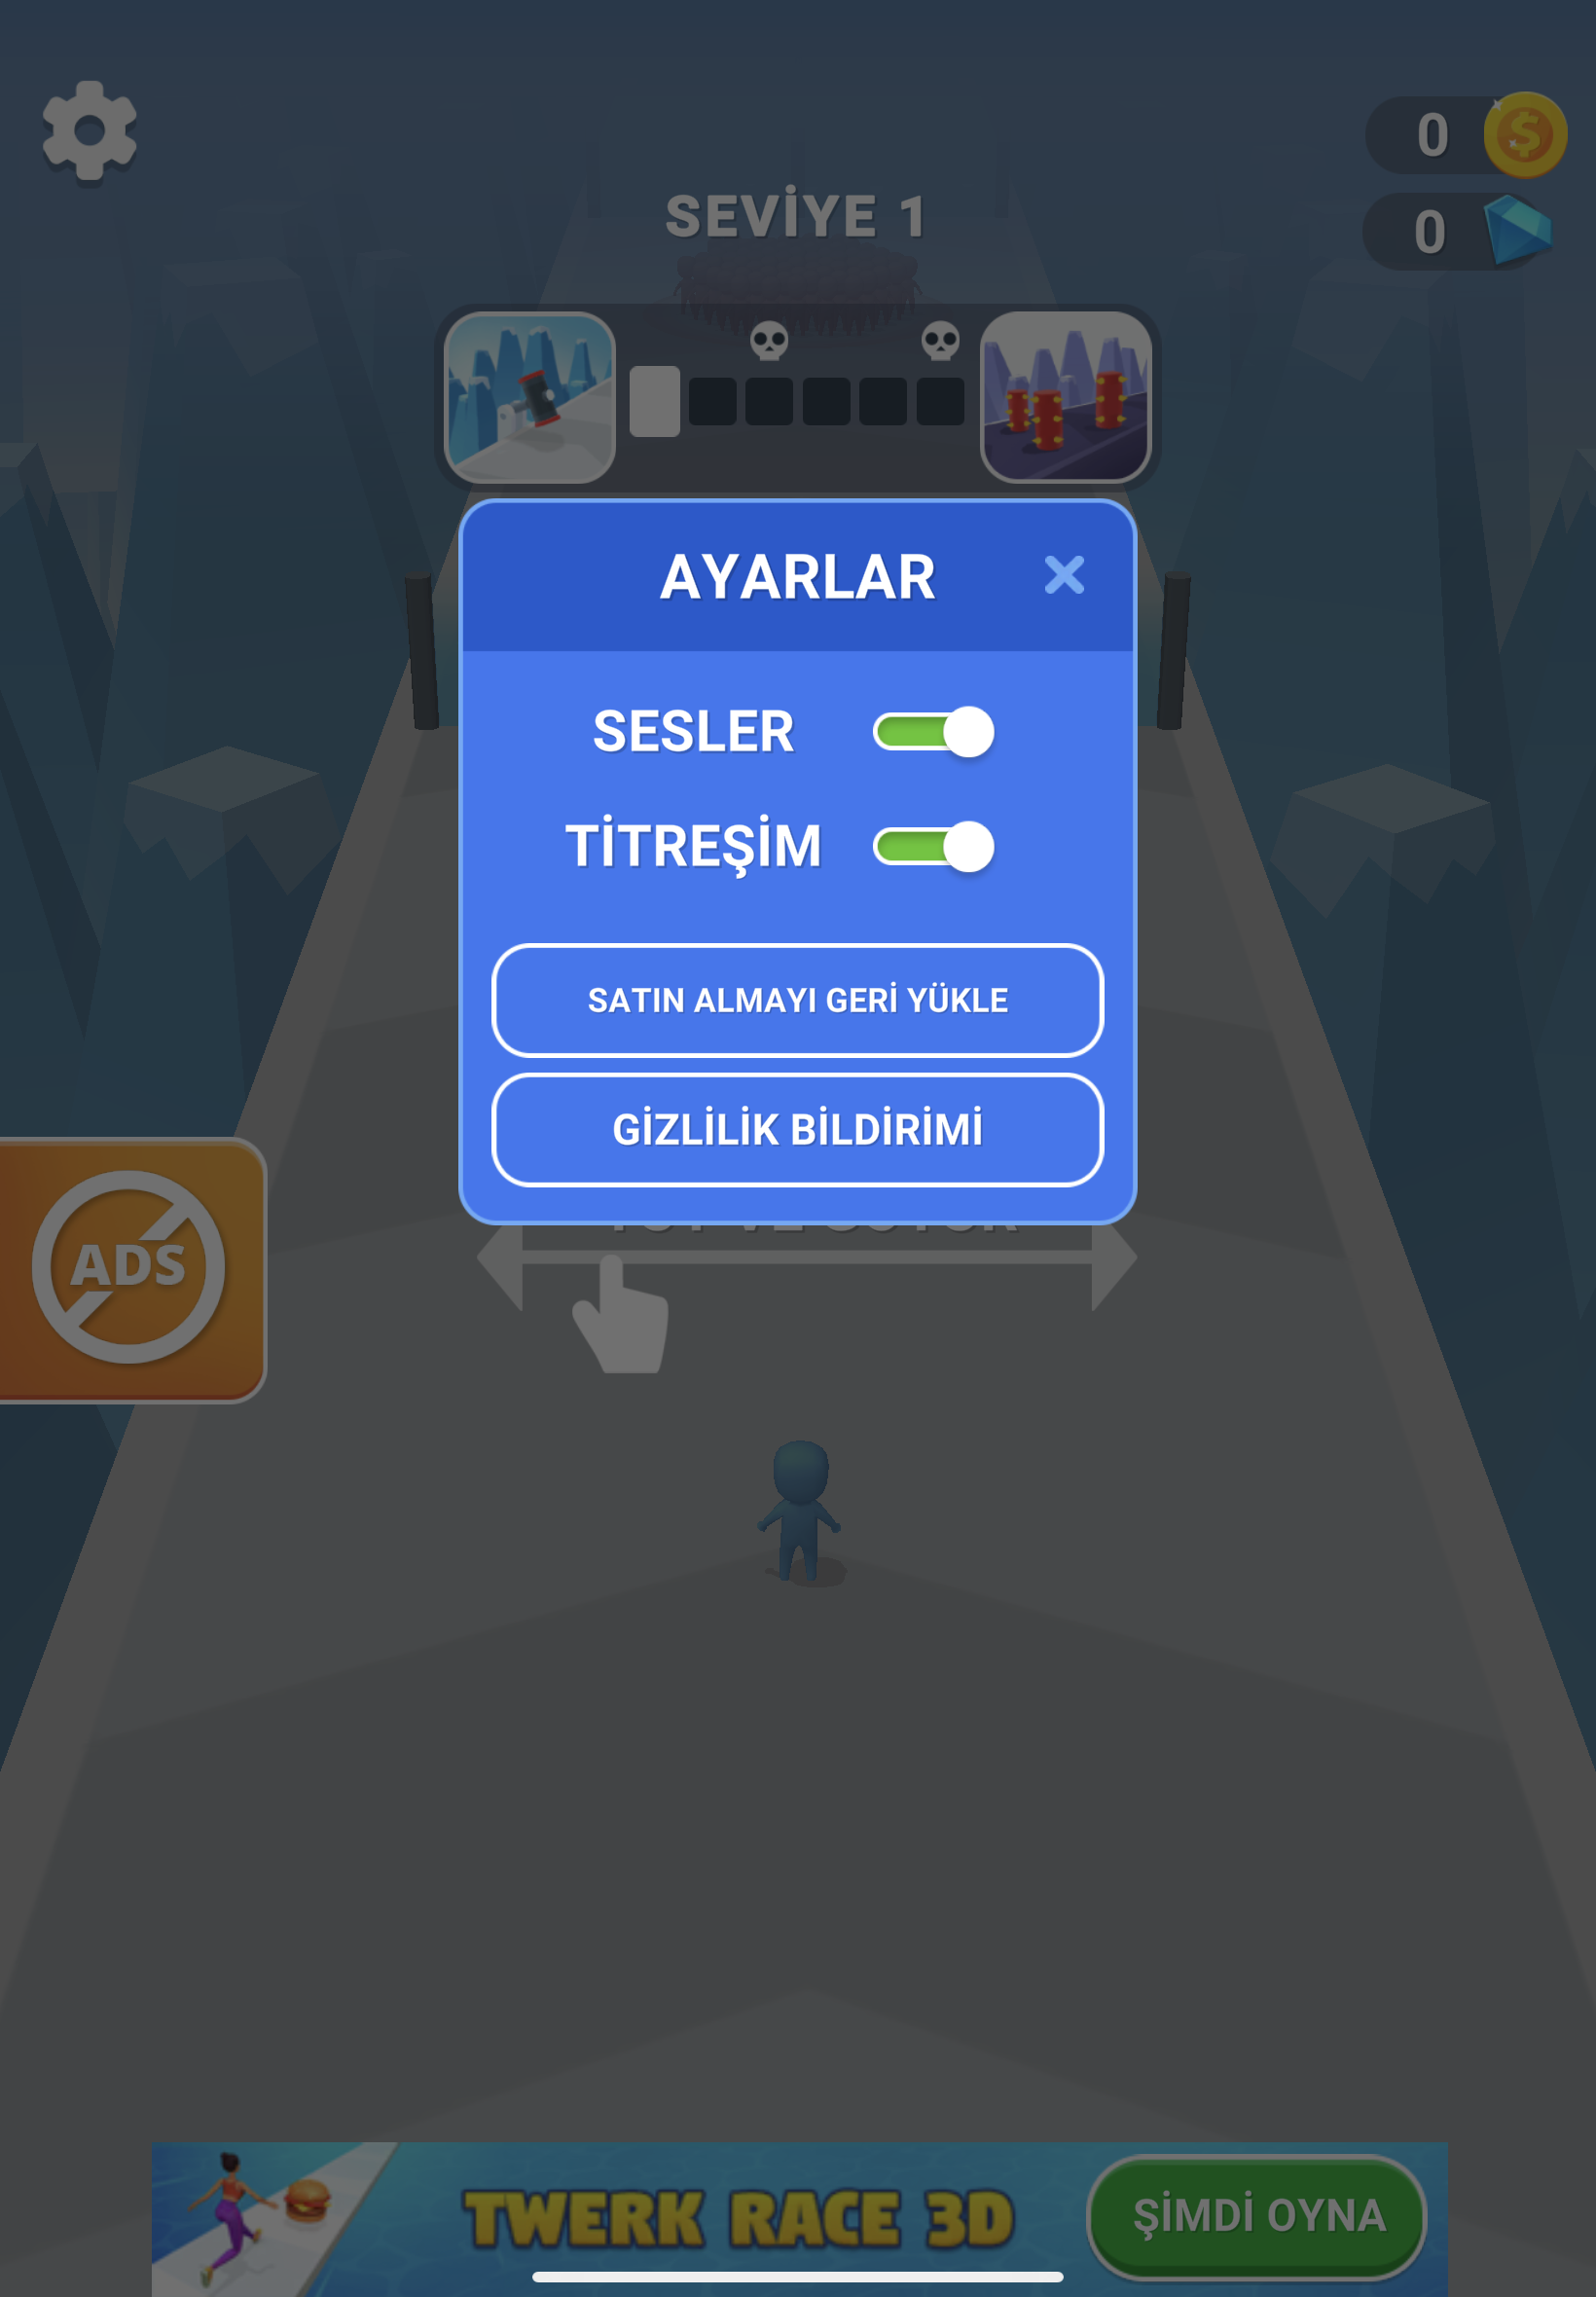 0
0
SEVİYE 1
AYARLAR
SESLER
TİTREŞİM
SATIN ALMAYI GERİ YÜKLE
GİZLİLİK BİLDİRİMİ
ADS
TWERK RACE 3D
ŞİMDİ OYNA